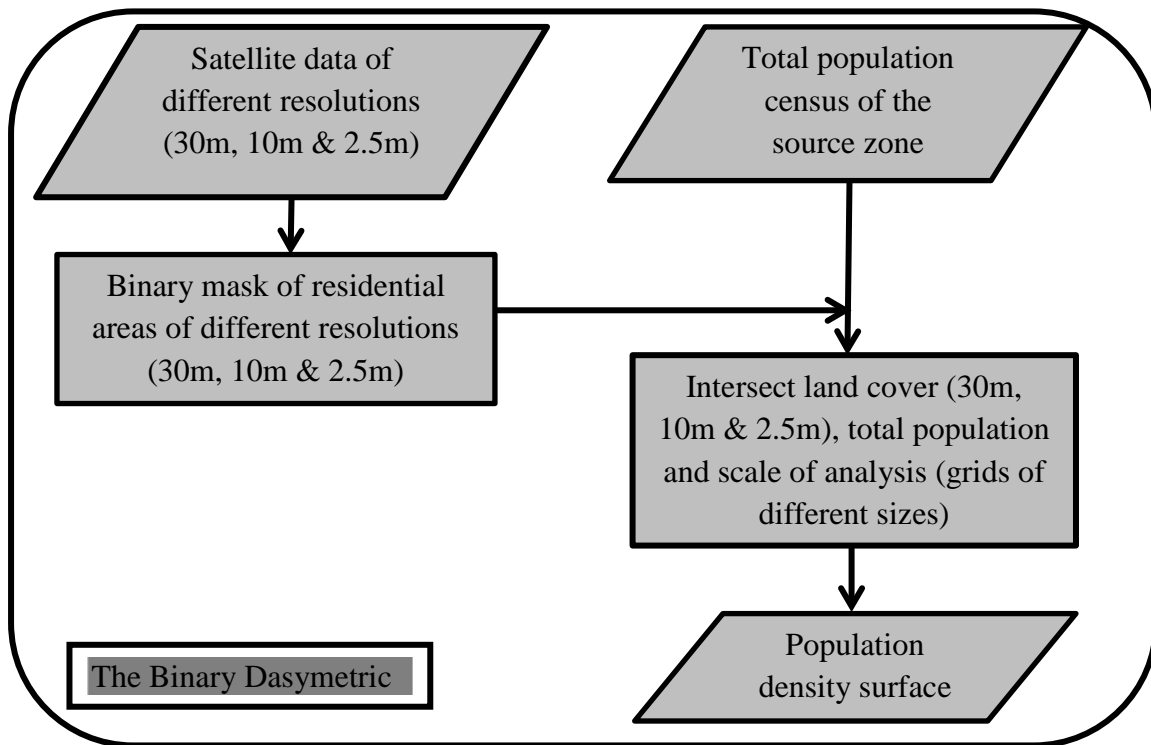 Satellite data of
different resolutions
(30m, 10m & 2.5m)
Total population
census of the
source zone
Binary mask of residential
areas of different resolutions
(30m, 10m & 2.5m)
Intersect land cover (30m,
10m & 2.5m), total population
and scale of analysis (grids of
different sizes)
Population
density surface
The Binary Dasymetric